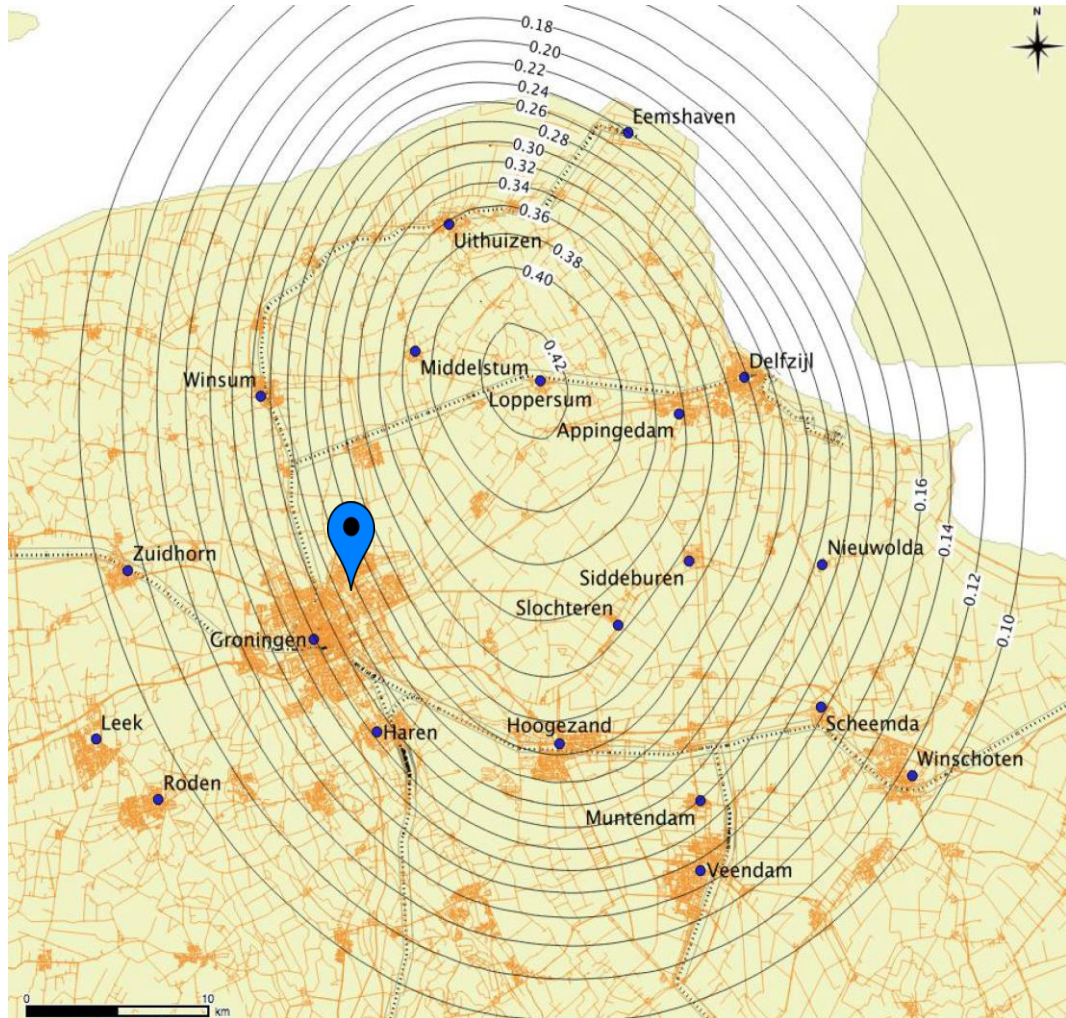 N
0.18
0.20
0.22
0.24
0.26
0.28
0.30
0.32
0.34
0.36
0.38
0.40
0.42
Eemshaven
Uithuizen
Middelstum
Delfzijl
Winsum
Loppersum
Appingedam
0.16
0.14
0.12
0.10
Zuidhorn
Nieuwolda
Siddeburen
Slochteren
Groningen
Leek
Haren
Hoogezand
Scheemda
Winschoten
Roden
Muntendam
Veendam
0 10
km